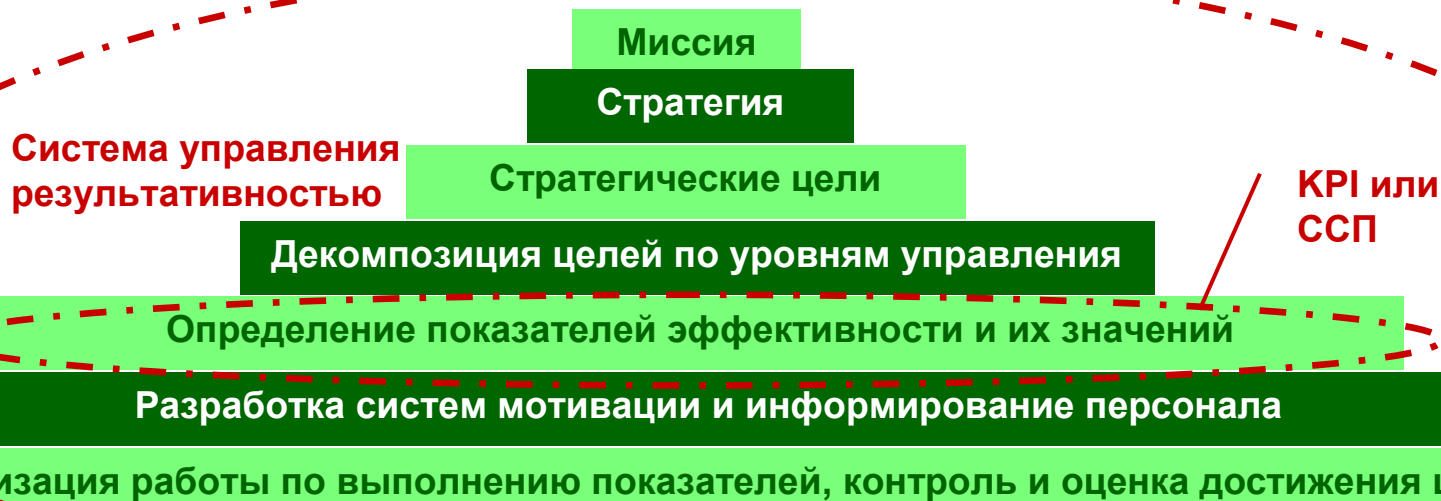 Миссия
Стратегия
Система управления
результативностью
Стратегические цели
KPI или
ССП
Декомпозиция целей по уровням управления
Определение показателей эффективности и их значений
Разработка систем мотивации и информирование персонала
работы по выполнению показателей, контроль и оценка достижения